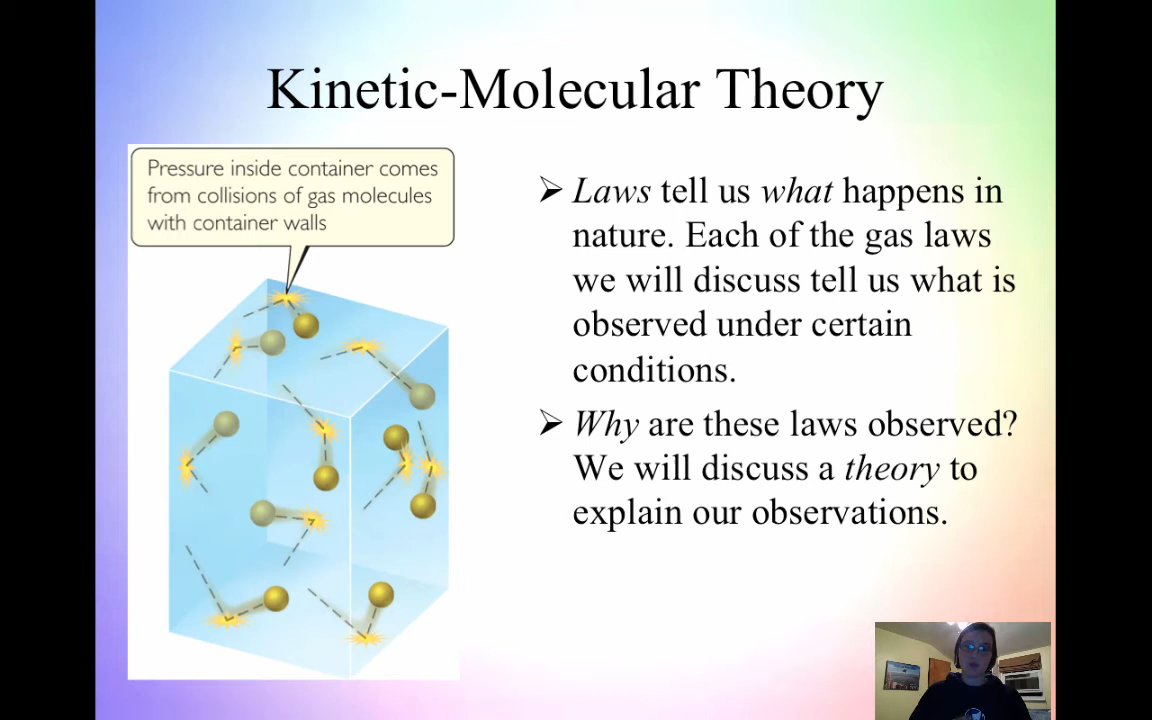 Kinetic-Molecular Theory
Pressure inside container comes
from collisions of gas molecules
with container walls
➢ Laws tell us what happens in
nature. Each of the gas laws
we will discuss tell us what is
observed under certain
conditions.
➢ Why are these laws observed?
We will discuss a theory to
explain our observations.